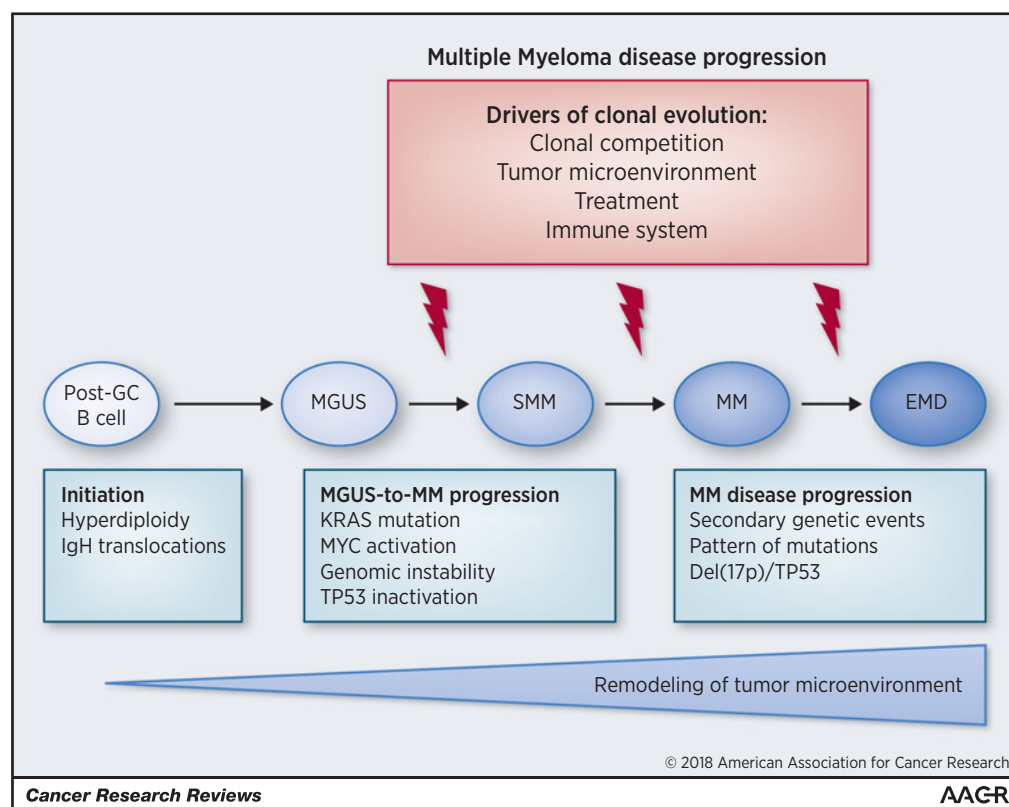 Multiple Myeloma disease progression
Drivers of clonal evolution:
Clonal competition
Tumor microenvironment
Treatment
Immune system
Post-GC
B cell
MGUS
SMM
MM
EMD
Initiation
Hyperdiploidy
IgH translocations
MGUS-to-MM progression
KRAS mutation
MYC activation
Genomic instability
TP53 inactivation
MM disease progression
Secondary genetic events
Pattern of mutations
Del(17p)/TP53
Remodeling of tumor microenvironment
© 2018 American Association for Cancer Research
Cancer Research Reviews
AACR